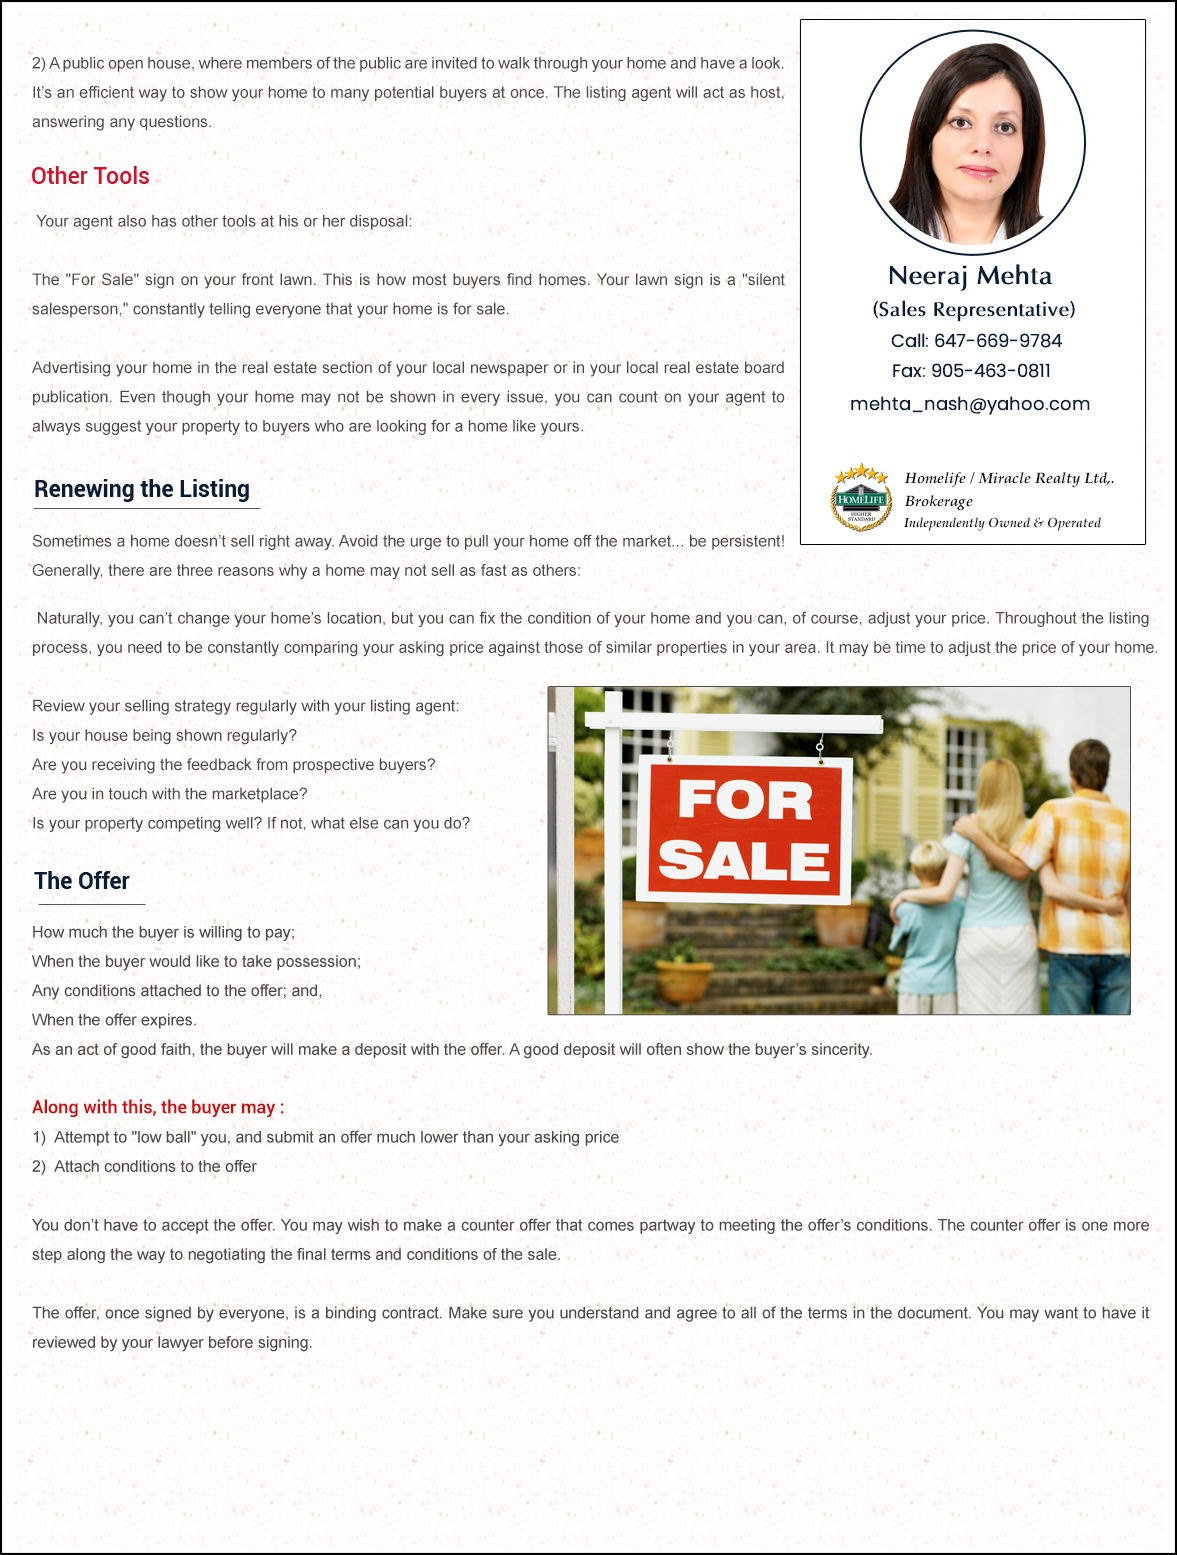 2) A public open house, where members of the public are invited to walk through your home and have a look.
It’s an efficient way to show your home to many potential buyers at once. The listing agent will act as host,
answering any questions.
Other Tools
Your agent also has other tools at his or her disposal:
The "For Sale" sign on your front lawn. This is how most buyers find homes. Your lawn sign is a "silent
salesperson," constantly telling everyone that your home is for sale.
Advertising your home in the real estate section of your local newspaper or in your local real estate board
publication. Even though your home may not be shown in every issue, you can count on your agent to
always suggest your property to buyers who are looking for a home like yours.
Neeraj Mehta
(Sales Representative)
Call: 647-669-9784
Fax: 905-463-0811
mehta_nash@yahoo.com
HOMELIFE
HIGHER
STANDARD
Homelife / Miracle Realty Ltd,.
Brokerage
Independently Owned & Operated
Renewing the Listing
Sometimes a home doesn’t sell right away. Avoid the urge to pull your home off the market... be persistent!
Generally, there are three reasons why a home may not sell as fast as others:
Naturally, you can’t change your home’s location, but you can fix the condition of your home and you can, of course, adjust your price. Throughout the listing
process, you need to be constantly comparing your asking price against those of similar properties in your area. It may be time to adjust the price of your home.
Review your selling strategy regularly with your listing agent:
Is your house being shown regularly?
Are you receiving the feedback from prospective buyers?
Are you in touch with the marketplace?
Is your property competing well? If not, what else can you do?
FOR
SALE
The Offer
How much the buyer is willing to pay;
When the buyer would like to take possession;
Any conditions attached to the offer; and,
When the offer expires.
As an act of good faith, the buyer will make a deposit with the offer. A good deposit will often show the buyer’s sincerity.
Along with this, the buyer may :
1) Attempt to "low ball" you, and submit an offer much lower than your asking price
2) Attach conditions to the offer
You don’t have to accept the offer. You may wish to make a counter offer that comes partway to meeting the offer’s conditions. The counter offer is one more
step along the way to negotiating the final terms and conditions of the sale.
The offer, once signed by everyone, is a binding contract. Make sure you understand and agree to all of the terms in the document. You may want to have it
reviewed by your lawyer before signing.